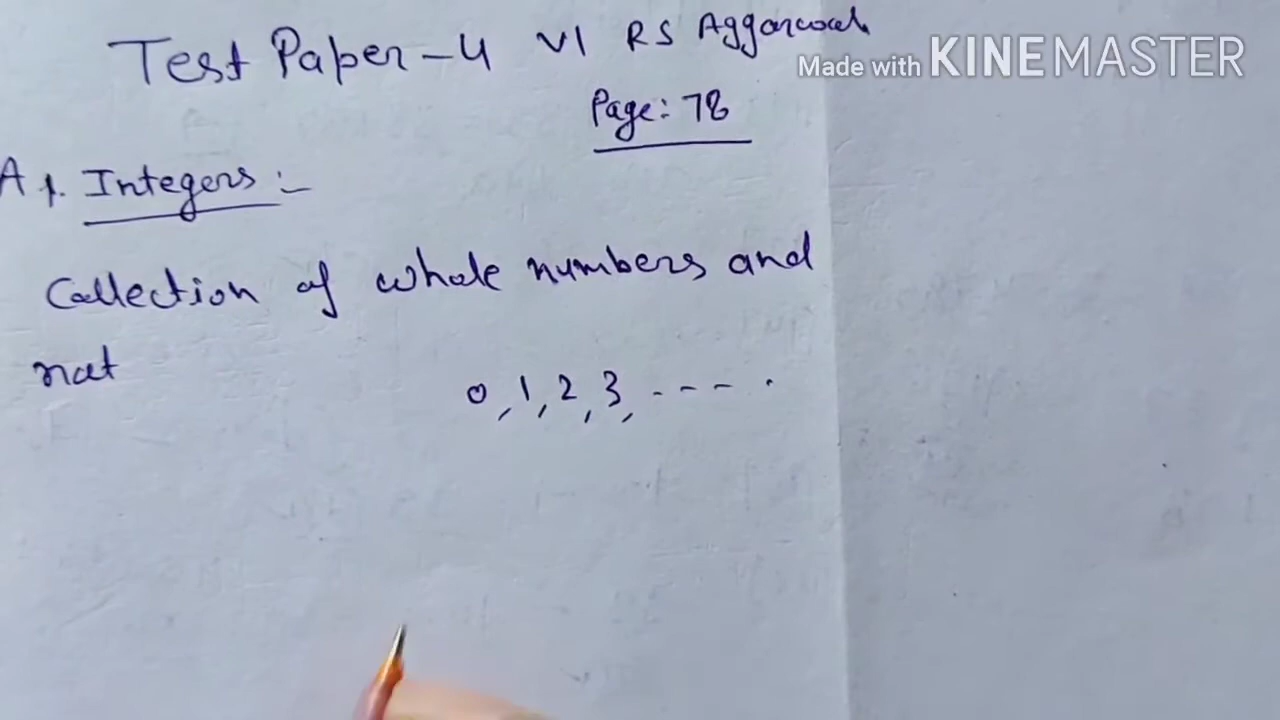 Test Paper-4 VI RS Aggarwal
Made with KINEMASTER
Page: 78
A 1. Integers :-
Collection of whole numbers and
nat
0, 1, 2, 3, ----.